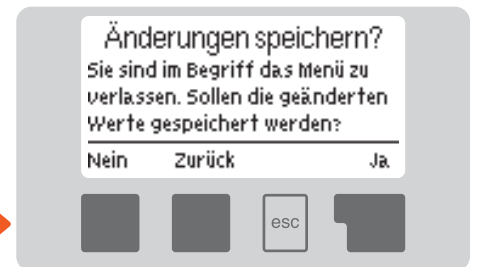 Änderungen speichern?
Sie sind im Begriff das Menü zu
verlassen. Sollen die geänderten
Werte gespeichert werden?
Nein Zurück Ja
esc